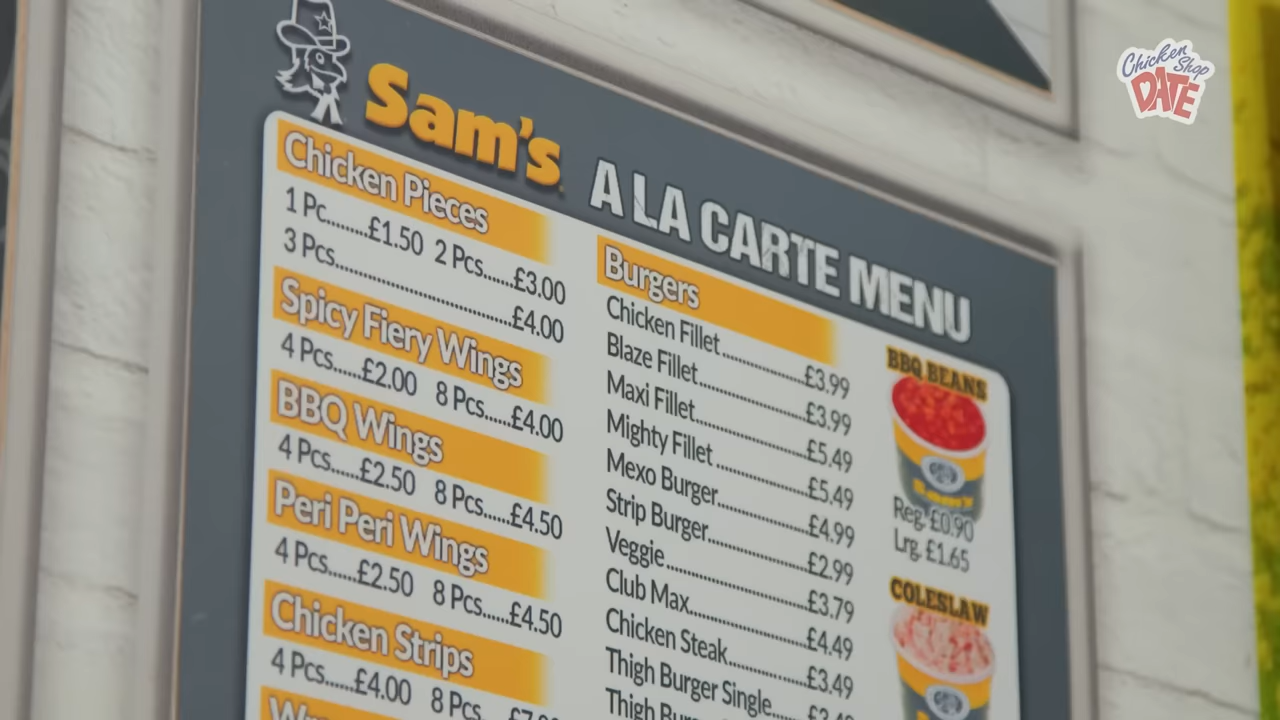 Chicken Shop
DATE
Sam's
A LA CARTE MENU
Chicken Pieces
1 Pc........£1.50 2 Pcs......£3.00
3 Pcs.......................................£4.00
Spicy Fiery Wings
4 Pcs......£2.00 8 Pcs......£4.00
BBQ Wings
4 Pcs......£2.50 8 Pcs......£4.50
Peri Peri Wings
4 Pcs......£2.50 8 Pcs......£4.50
Chicken Strips
4 Pcs......£4.00 8 Pcs......
Burgers
Chicken Fillet..................£3.99
Blaze Fillet.......................£3.99
Maxi Fillet.......................£5.49
Mighty Fillet....................£5.49
Mexo Burger...................£4.99
Strip Burger.....................£2.99
Veggie..............................£3.79
Club Max.........................£4.49
Chicken Steak.................£3.49
Thigh Burger Single........
Thigh
BBQ BEANS
Sam's
Reg. £0.90
Lrg. £1.65
COLESLAW